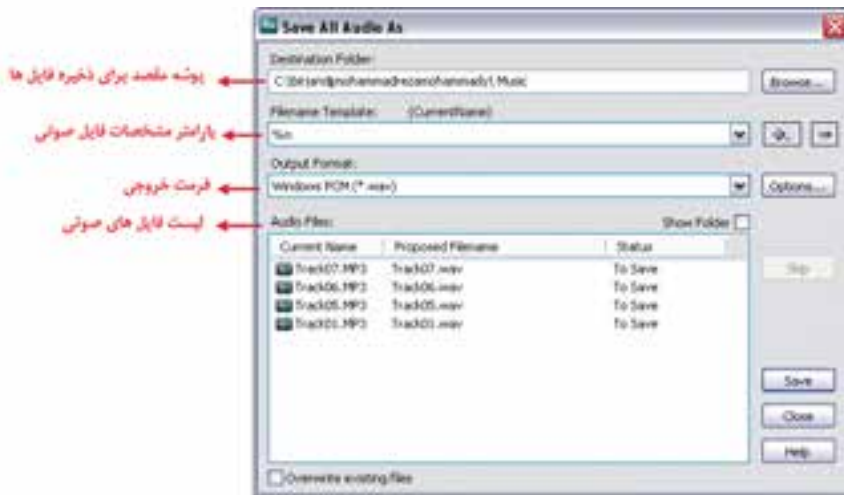 Save All Audio As
Destination Folder:
پوشه مقصد برای ذخیره فایل ها
Music
Browse...
Filename Template: (CurrentName)
پارامتر مشخصات فایل صوتی
%n
Output Format:
فرمت خروجی
Windows PCM (*.wav)
Options...
لیست فایل های صوتی
Audio Files:
Show Folder
Current Name Proposed Filename Status
Track07.MP3 Track07.wav To Save
Track06.MP3 Track06.wav To Save
Track05.MP3 Track05.wav To Save
Track01.MP3 Track01.wav To Save
Skip
Save
Close
Help
Overwrite existing files